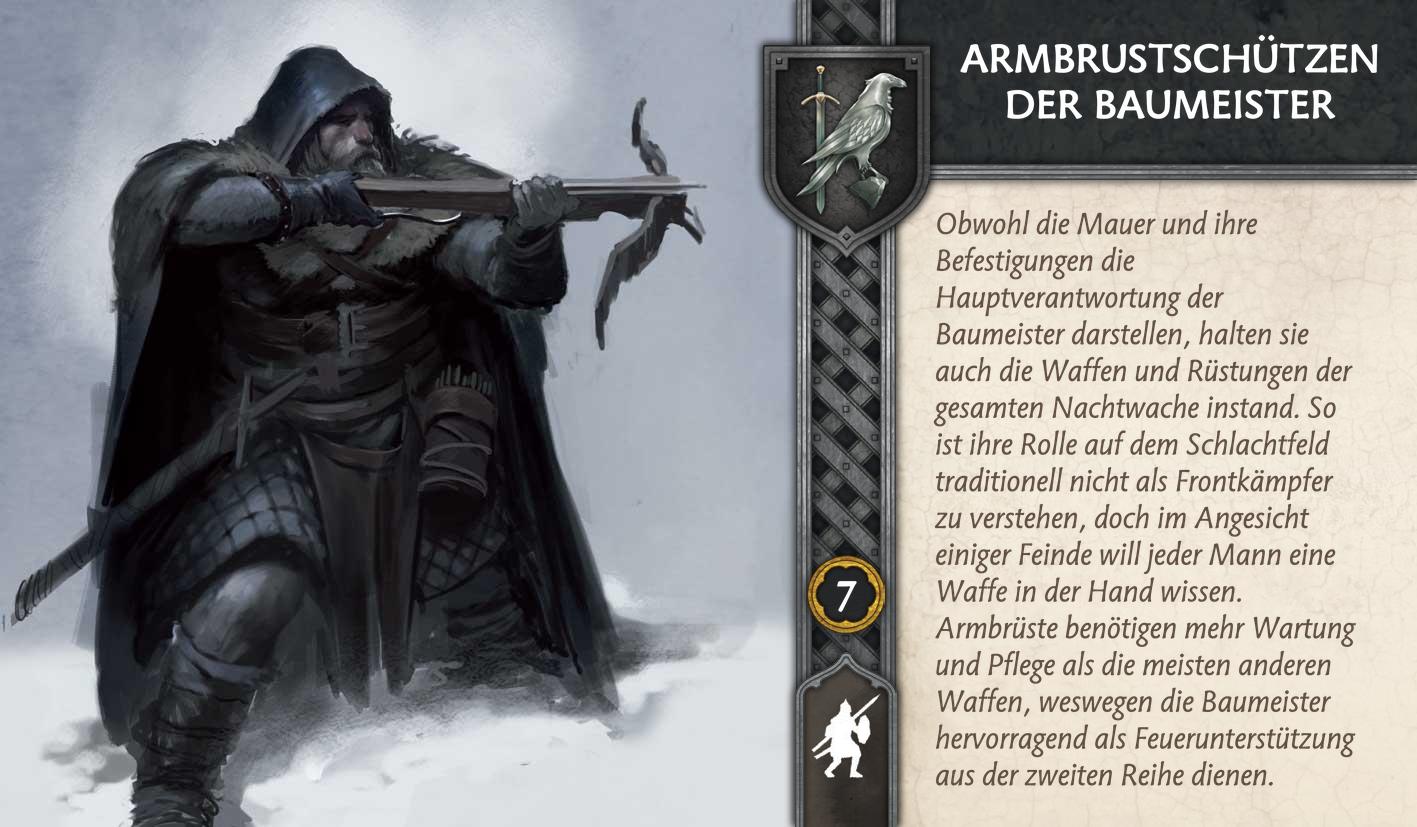 ARMBRUSTSCHÜTZEN
DER BAUMEISTER
Obwohl die Mauer und ihre
Befestigungen die
Hauptverantwortung der
Baumeister darstellen, halten sie
auch die Waffen und Rüstungen der
gesamten Nachtwache instand. So
ist ihre Rolle auf dem Schlachtfeld
traditionell nicht als Frontkämpfer
zu verstehen, doch im Angesicht
einiger Feinde will jeder Mann eine
Waffe in der Hand wissen.
Armbrüste benötigen mehr Wartung
und Pflege als die meisten anderen
Waffen, weswegen die Baumeister
hervorragend als Feuerunterstützung
aus der zweiten Reihe dienen.
7